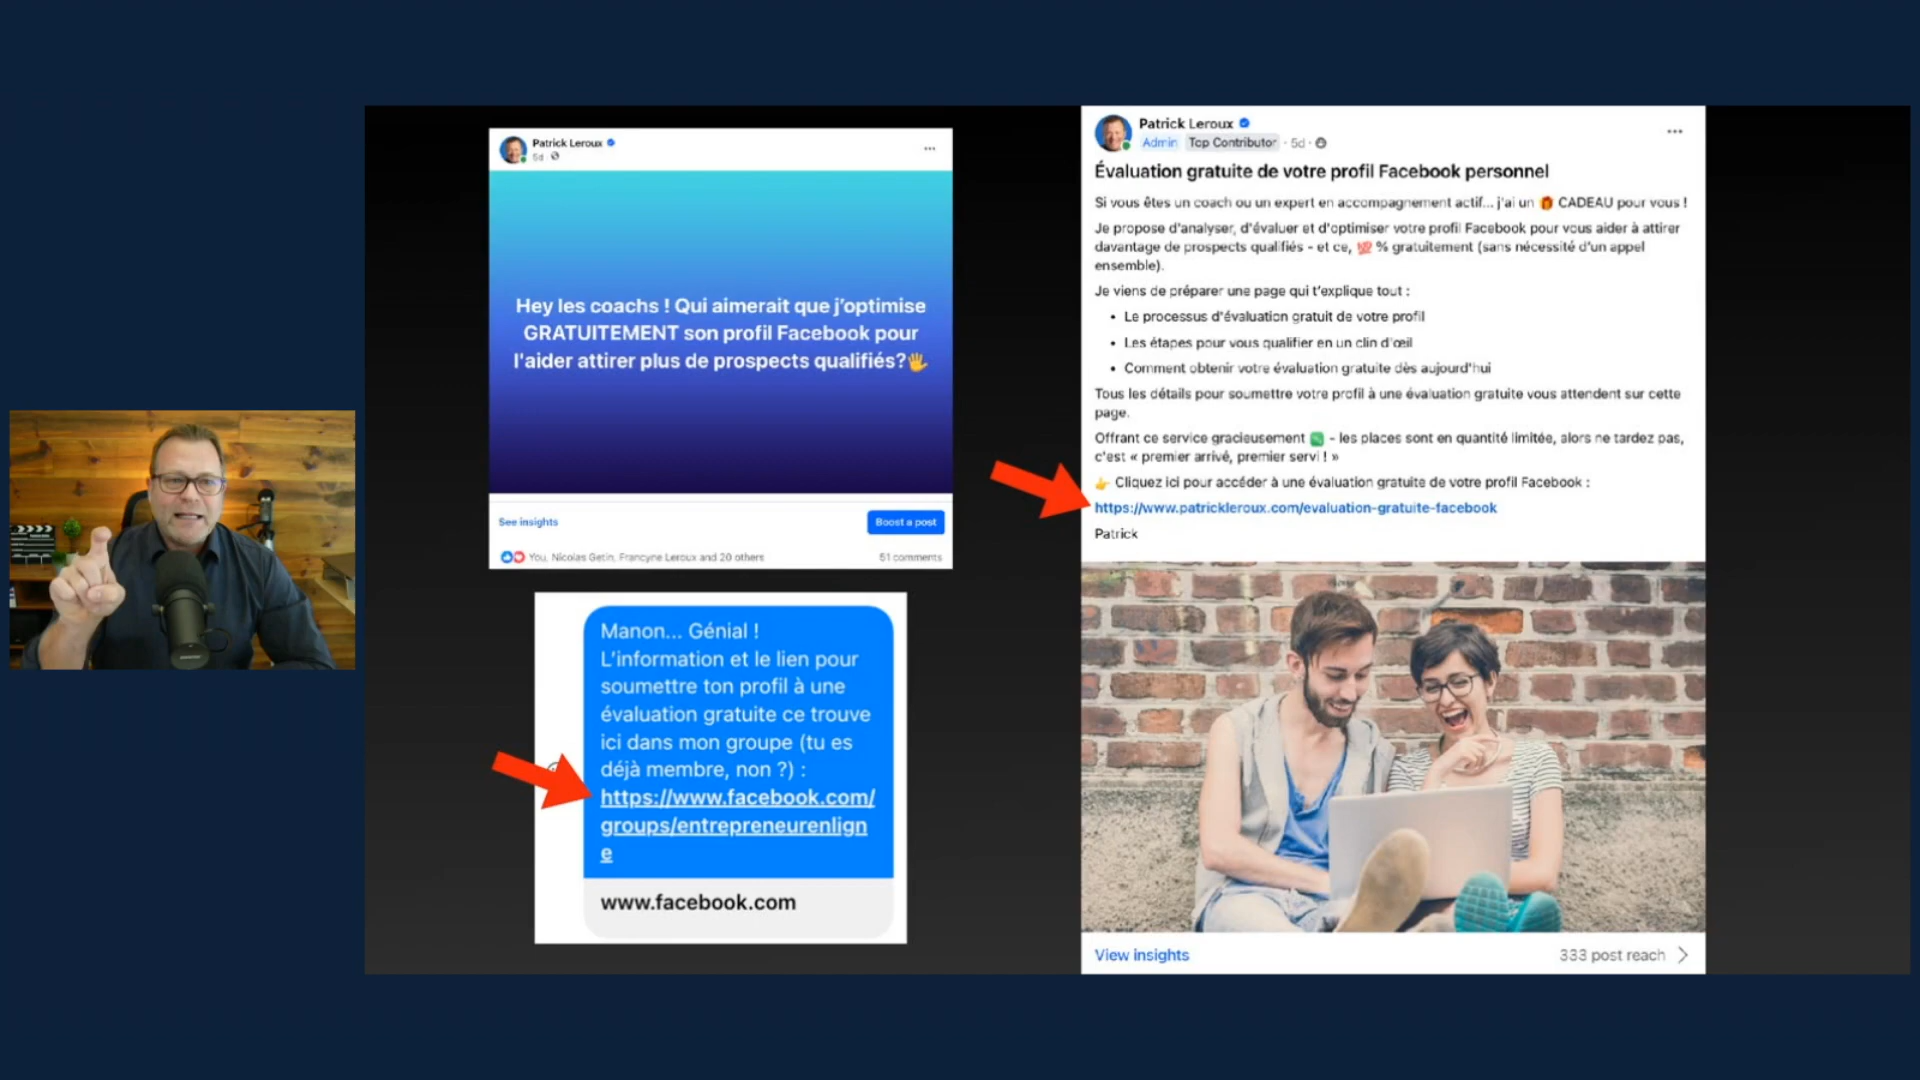 Patrick Leroux
5d
Hey les coachs ! Qui aimerait que j'optimise
GRATUITEMENT son profil Facebook pour
l'aider attirer plus de prospects qualifiés?🖐
See insights
Boost a post
You, Nicolas Getin, Francyne Leroux and 20 others
61 comments
Manon... Génial !
L'information et le lien pour
soumettre ton profil à une
évaluation gratuite ce trouve
ici dans mon groupe (tu es
déjà membre, non ?) :
https://www.facebook.com/
groups/entrepreneurenlign
e
www.facebook.com
Patrick Leroux
Admin Top Contributor · 5d ·
Évaluation gratuite de votre profil Facebook personnel
Si vous êtes un coach ou un expert en accompagnement actif... j'ai un 🎁 CADEAU pour vous !
Je propose d'analyser, d'évaluer et d'optimiser votre profil Facebook pour vous aider à attirer
davantage de prospects qualifiés - et ce, 💯 % gratuitement (sans nécessité d'un appel
ensemble).
Je viens de préparer une page qui t'explique tout :
• Le processus d'évaluation gratuit de votre profil
• Les étapes pour vous qualifier en un clin d'œil
• Comment obtenir votre évaluation gratuite dès aujourd'hui
Tous les détails pour soumettre votre profil à une évaluation gratuite vous attendent sur cette
page.
Offrant ce service gracieusement - les places sont en quantité limitée, alors ne tardez pas,
c'est « premier arrivé, premier servi ! »
👉 Cliquez ici pour accéder à une évaluation gratuite de votre profil Facebook :
https://www.patrickleroux.com/evaluation-gratuite-facebook
Patrick
View insights
333 post reach